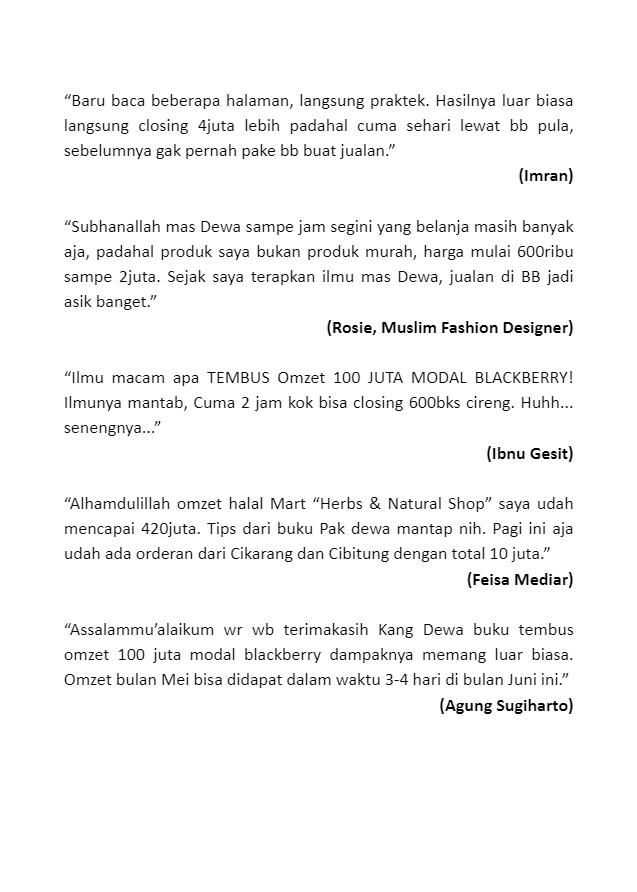 “Baru baca beberapa halaman, langsung praktek. Hasilnya luar biasa
langsung closing 4juta lebih padahal cuma sehari lewat bb pula,
sebelumnya gak pernah pake bb buat jualan.”
(Imran)
“Subhanallah mas Dewa sampe jam segini yang belanja masih banyak
aja, padahal produk saya bukan produk murah, harga mulai 600ribu
sampe 2juta. Sejak saya terapkan ilmu mas Dewa, jualan di BB jadi
asik banget.”
(Rosie, Muslim Fashion Designer)
“Ilmu macam apa TEMBUS Omzet 100 JUTA MODAL BLACKBERRY!
Ilmunya mantab, Cuma 2 jam kok bisa closing 600bks cireng. Huhh...
senengnya...”
(Ibnu Gesit)
“Alhamdulillah omzet halal Mart “Herbs & Natural Shop” saya udah
mencapai 420juta. Tips dari buku Pak dewa mantap nih. Pagi ini aja
udah ada orderan dari Cikarang dan Cibitung dengan total 10 juta.”
(Feisa Mediar)
“Assalammu’alaikum wr wb terimakasih Kang Dewa buku tembus
omzet 100 juta modal blackberry dampaknya memang luar biasa.
Omzet bulan Mei bisa didapat dalam waktu 3-4 hari di bulan Juni ini.”
(Agung Sugiharto)